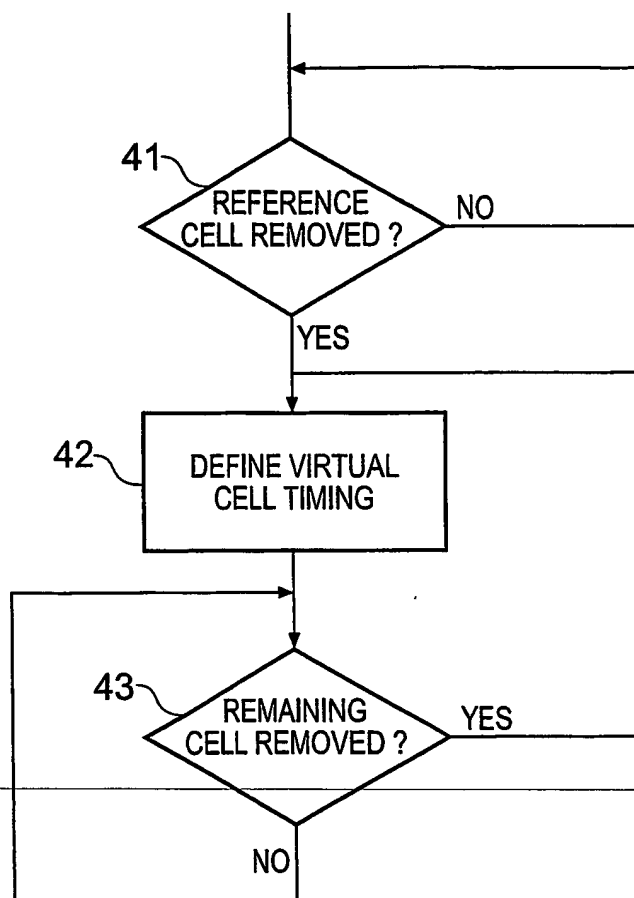 41
REFERENCE
CELL REMOVED ?
NO
YES
42
DEFINE VIRTUAL
CELL TIMING
43
REMAINING
CELL REMOVED ?
YES
NO